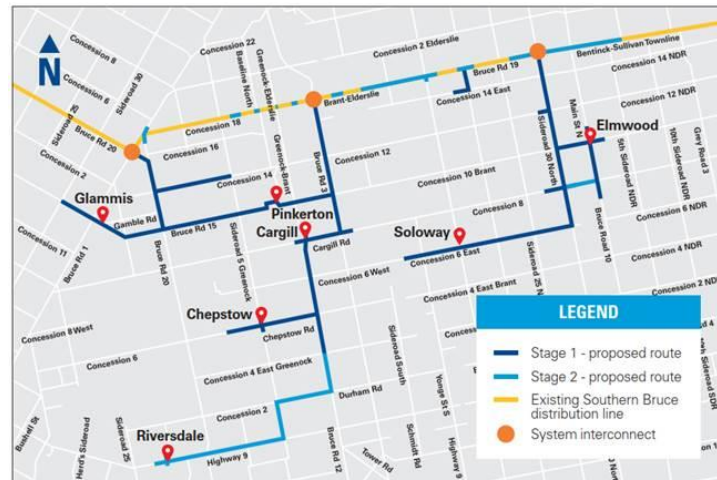 Concession 22
Concession 8
Concession 2 Elderslie
Bentinck-Sullivan Townline
Concession 14 NDR
Concession 6
Sideroad 30
Greenock-Elderslie
Baseline North
Bruce Rd 19
N
Brant-Elderslie
Concession 14 East
Concession 12 NDR
Sideroad 25
Bruce Rd 20
Concession 18
Main St N
Elmwood
Concession 2
Concession 16
Concession 12
Sideroad 30 North
5th Sideroad NDR
10th Sideroad NDR
Grey Road 3
Greenock-Brant
Bruce Rd 3
Concession 14
Concession 10 Brant
Glammis
Pinkerton
Concession 8
Concession 6 NDR
Gamble Rd
Bruce Rd 15
Cargill
Soloway
Bruce Road 10
Concession 11
Bruce Rd 1
Bruce Rd 20
Sideroad 5 Greenock
Cargill Rd
Concession 6 East
Concession 4 NDR
Concession 6 West
Sideroad 25 N
Concession 4 East Brant
Chepstow
LEGEND
Concession 8 West
Chepstow Rd
Stage 1 - proposed route
Concession 6
Sideroad South
Stage 2 - proposed route
Concession 4 East Greenock
Yonge St S
Existing Southern Bruce
distribution line
Durham Rd
System interconnect
Concession 2
Bushell St
Herd's Sideroad
Sideroad 25
Riversdale
Highway 9
Bruce Rd 12
Tower Rd
Schmidt Rd
Highway 9